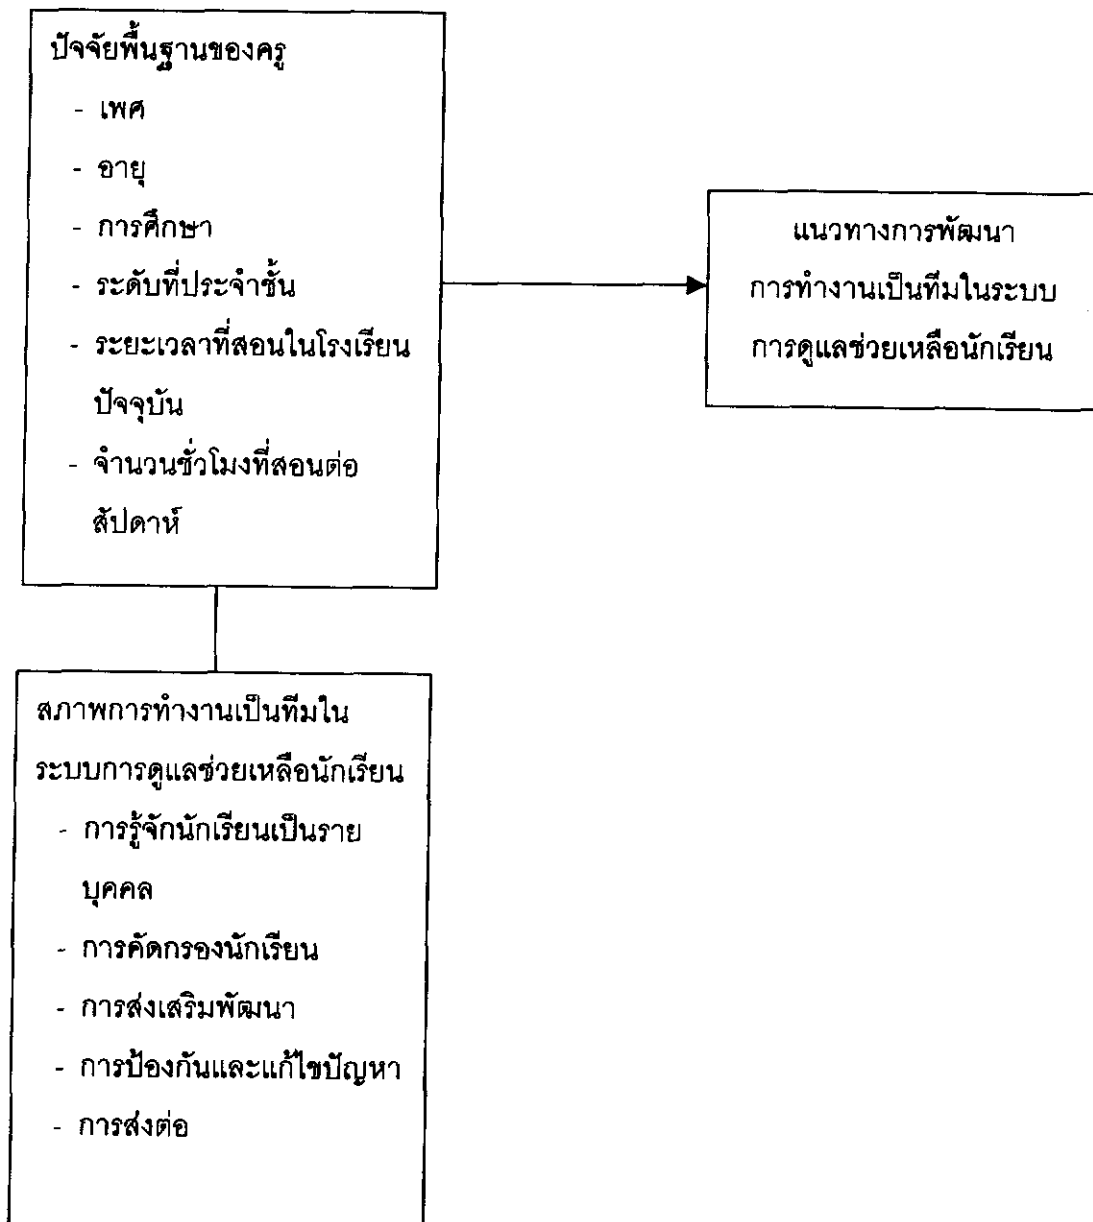 ปัจจัยพื้นฐานของครู
- เพศ
- อายุ
- การศึกษา
- ระดับที่ประจำชั้น
- ระยะเวลาที่สอนในโรงเรียน
ปัจจุบัน
- จำนวนชั่วโมงที่สอนต่อ
สัปดาห์
แนวทางการพัฒนา
การทำงานเป็นทีมในระบบ
การดูแลช่วยเหลือนักเรียน
สภาพการทำงานเป็นทีมใน
ระบบการดูแลช่วยเหลือนักเรียน
- การรู้จักนักเรียนเป็นราย
บุคคล
- การคัดกรองนักเรียน
- การส่งเสริมพัฒนา
- การป้องกันและแก้ไขปัญหา
- การส่งต่อ